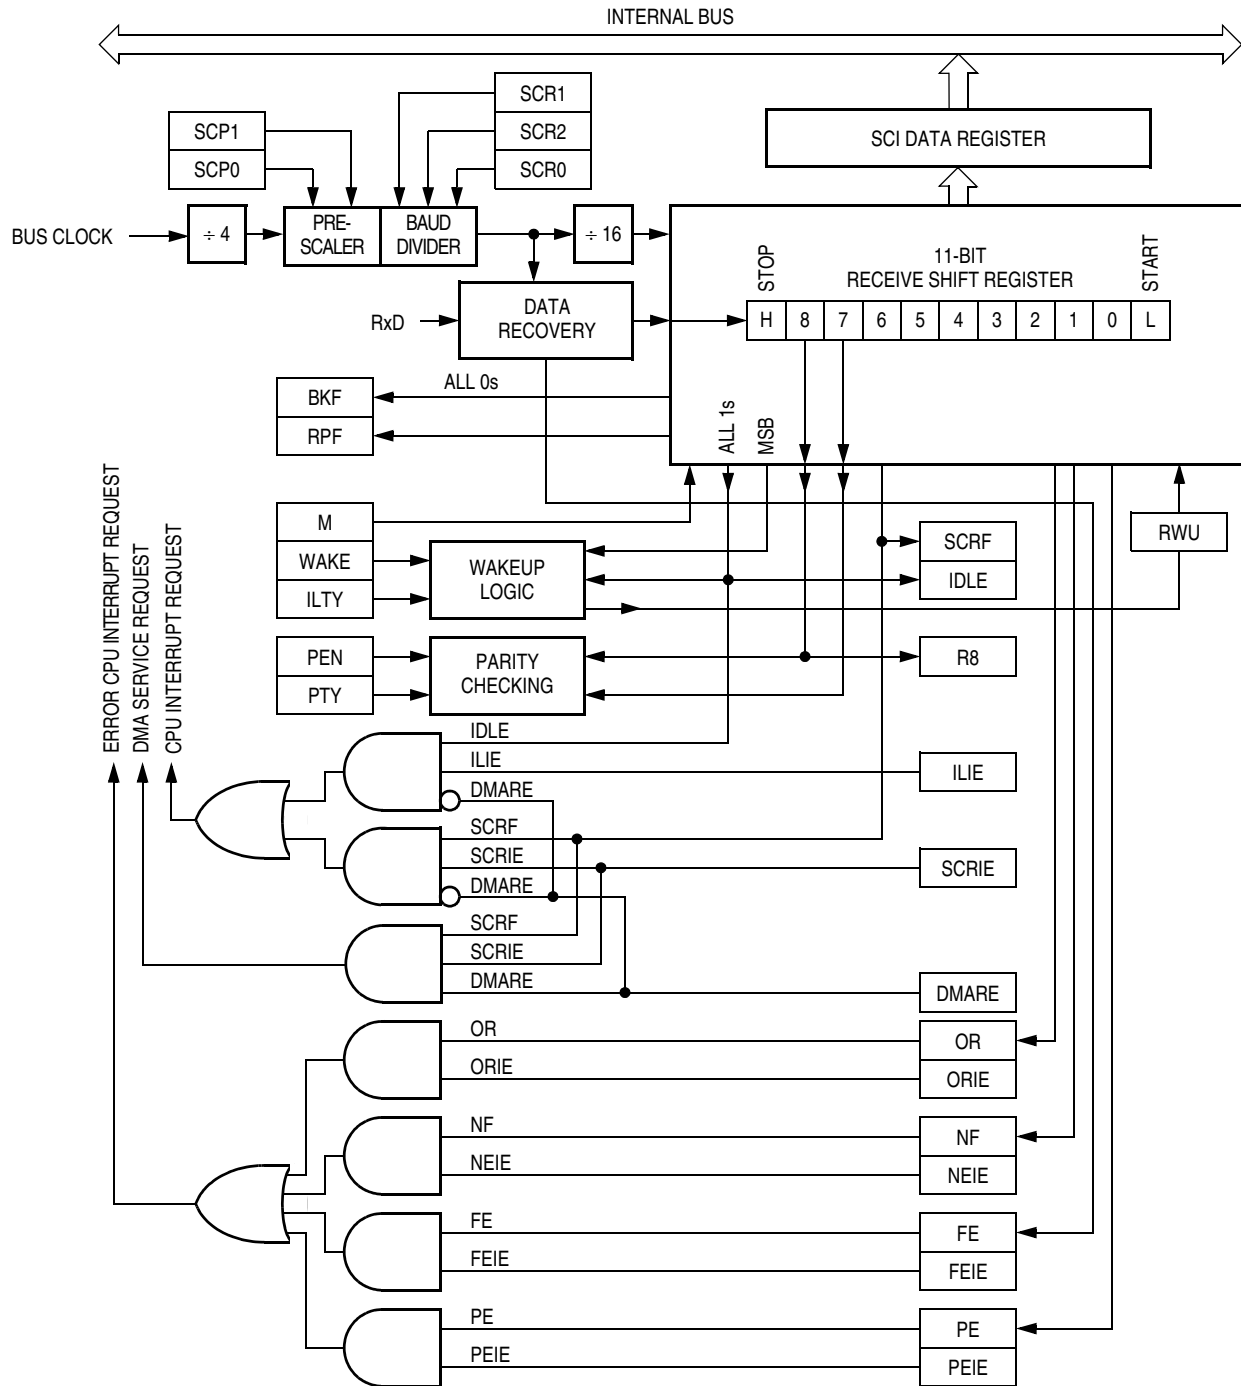 INTERNAL BUS
SCR1
SCR2
SCR0
SCP1
SCP0
SCI DATA REGISTER
BUS CLOCK
÷ 4
PRE-
SCALER
BAUD
DIVIDER
÷ 16
STOP
11-BIT
RECEIVE SHIFT REGISTER
START
H 8 7 6 5 4 3 2 1 0 L
RxD
DATA
RECOVERY
ALL 0s
BKF
RPF
ALL 1s
MSB
M
WAKE
ILTY
WAKEUP
LOGIC
SCRF
IDLE
RWU
PEN
PTY
PARITY
CHECKING
R8
ERROR CPU INTERRUPT REQUEST
DMA SERVICE REQUEST
CPU INTERRUPT REQUEST
IDLE
ILIE
DMARE
ILIE
SCRF
SCRIE
DMARE
SCRIE
SCRF
SCRIE
DMARE
DMARE
OR
ORIE
OR
ORIE
NF
NEIE
NF
NEIE
FE
FEIE
FE
FEIE
PE
PEIE
PE
PEIE